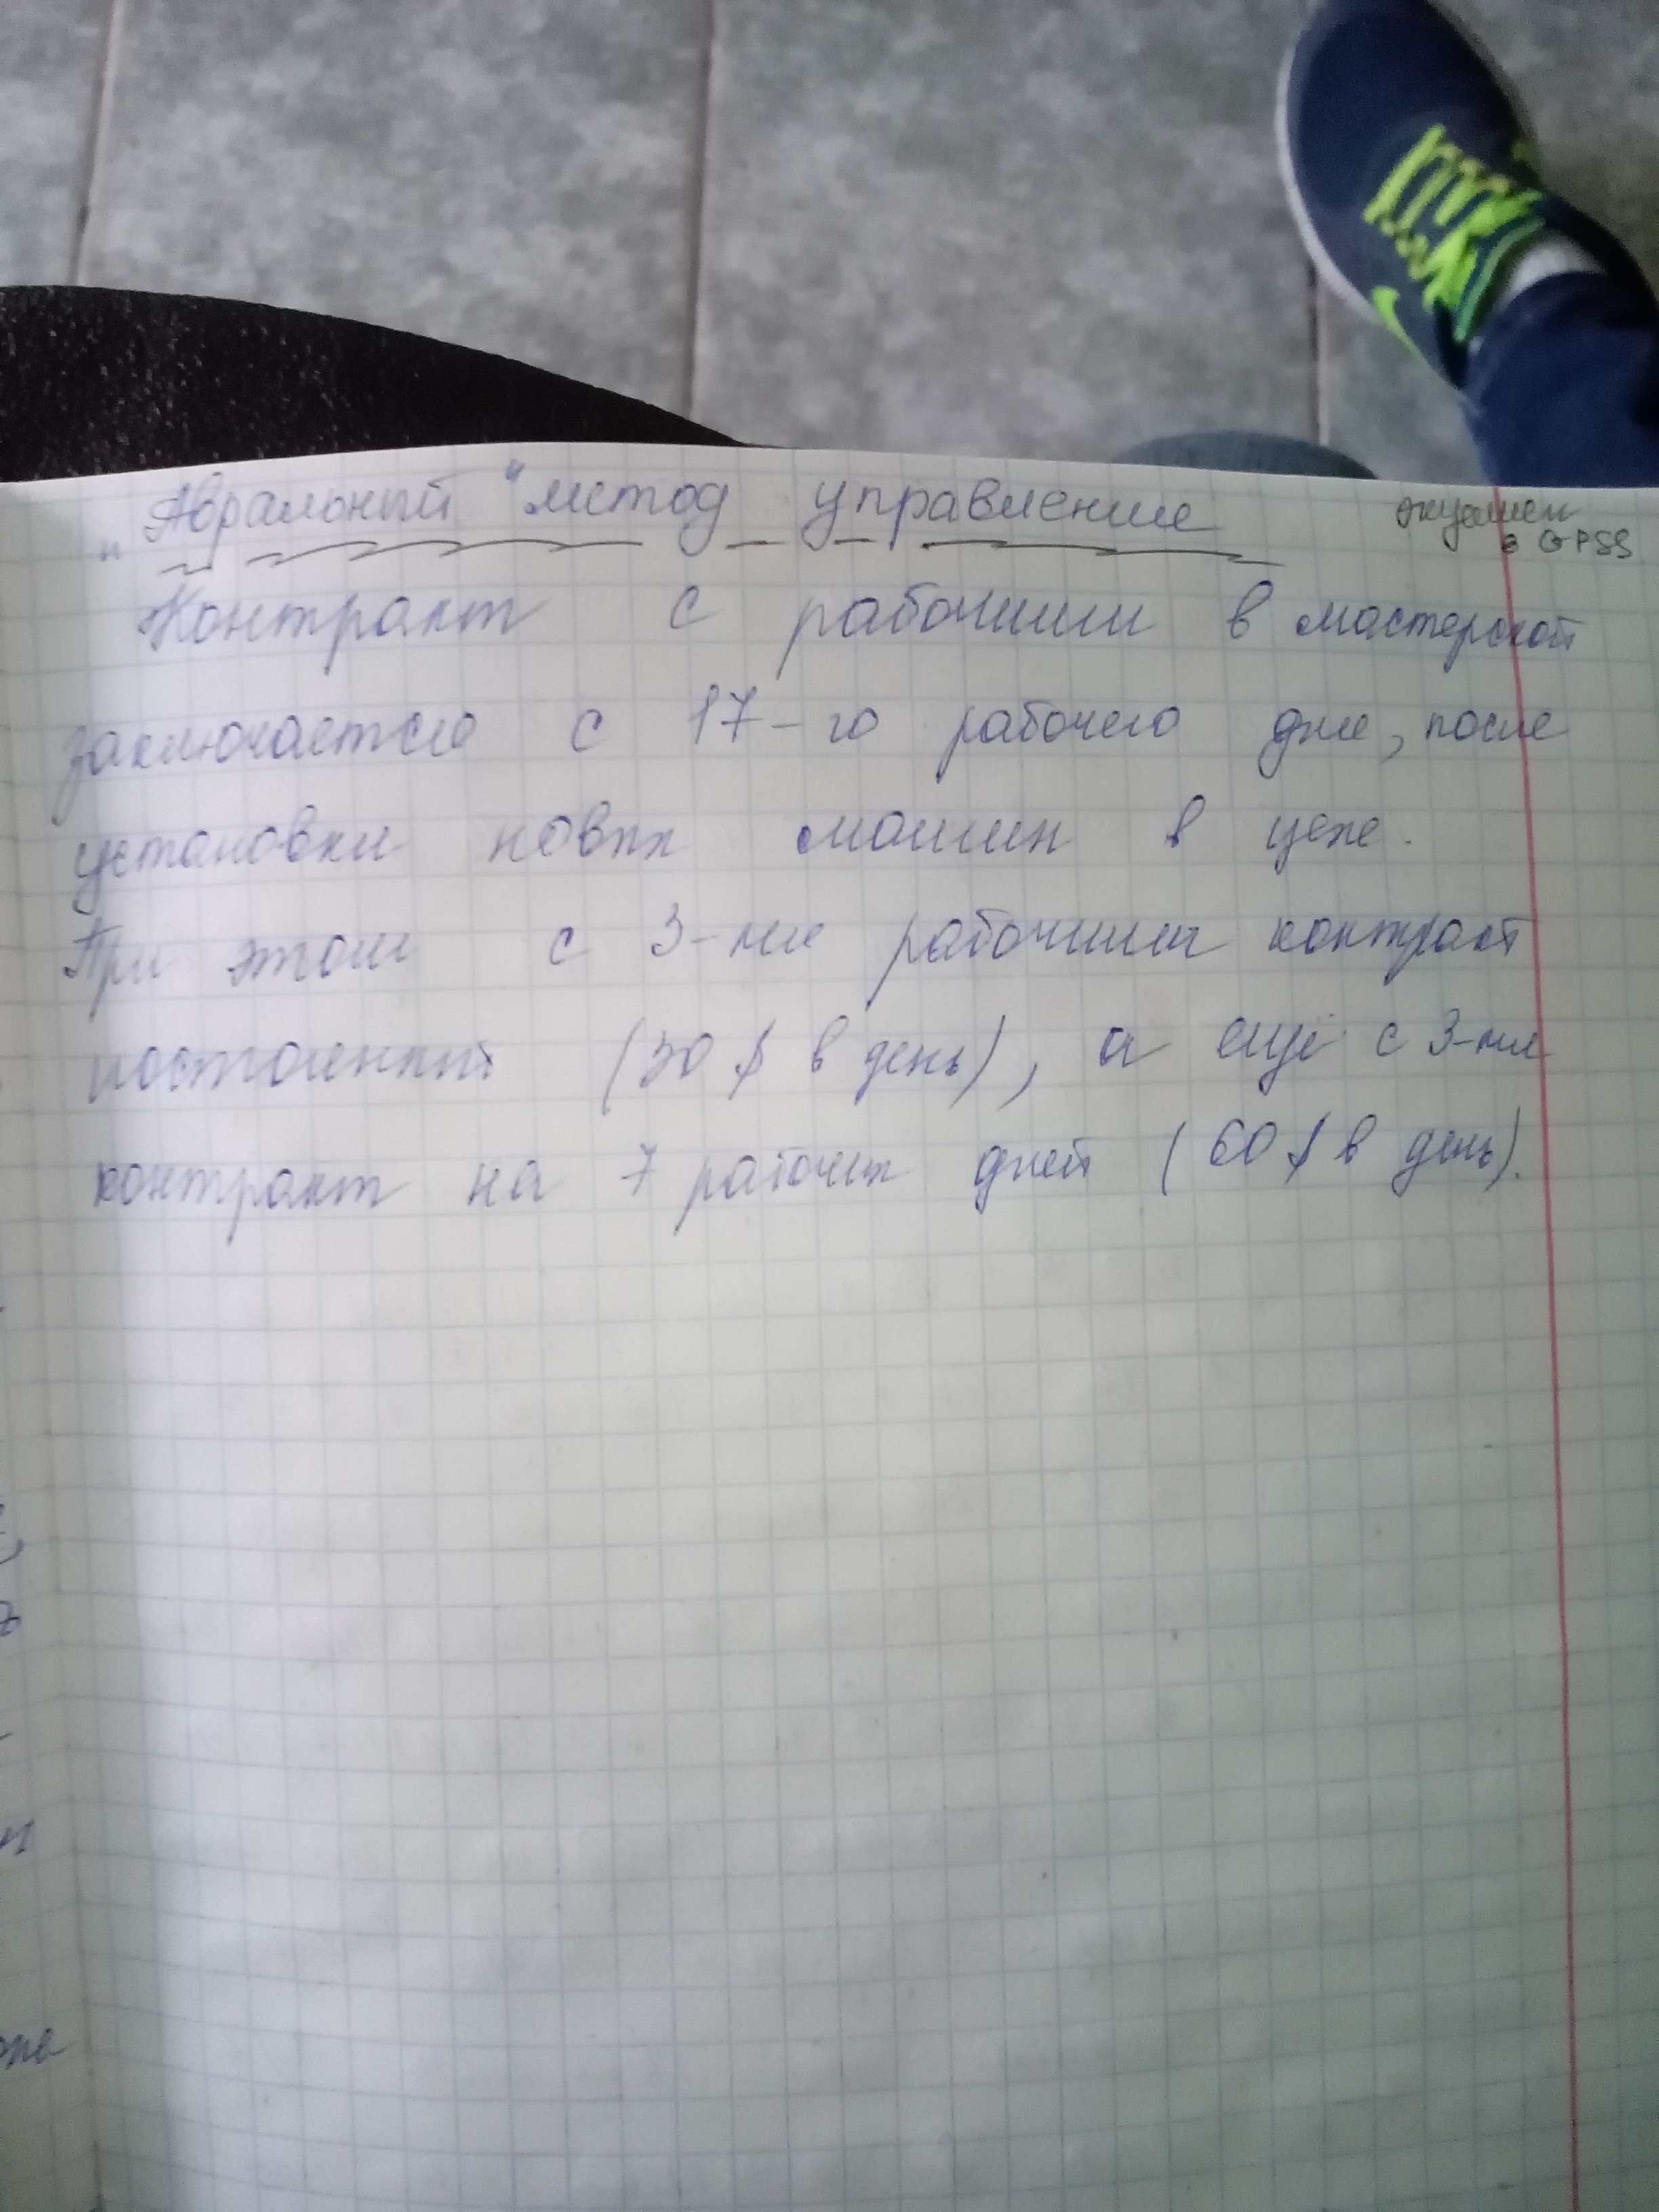 "Авральный" метод управления
в GPSS
Контракт с рабочими в мастерской
заключается с 17-го рабочего дня, после
установки новых машин в цехе.
При этом с 3-мя рабочими контракт
постоянный (30 $ в день), а ещё с 3-мя
контракт на 7 рабочих дней (60 $ в день).